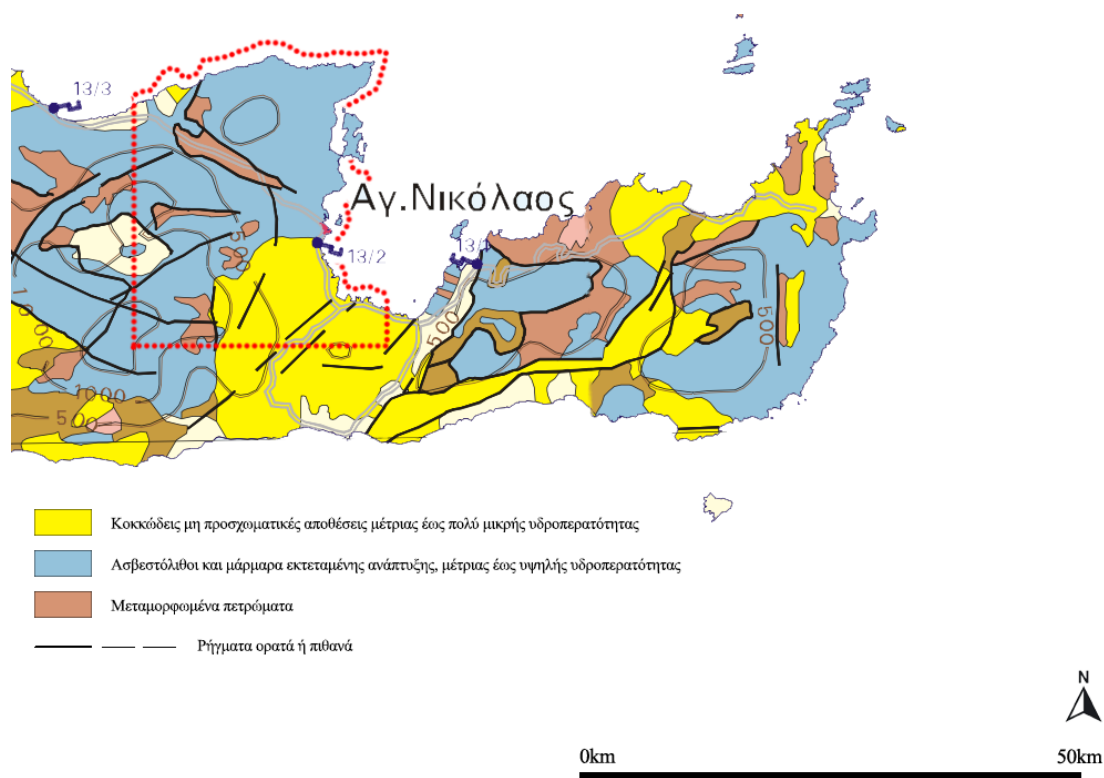 13/3
Αγ.Νικόλαος
13/2
13/1
500
500
500
1000
1000
500
Κοκκώδεις μη προσχωματικές αποθέσεις μέτριας έως πολύ μικρής υδροπερατότητας
Ασβεστόλιθοι και μάρμαρα εκτεταμένης ανάπτυξης, μέτριας έως υψηλής υδροπερατότητας
Μεταμορφωμένα πετρώματα
Ρήγματα ορατά ή πιθανά
N
0km 50km